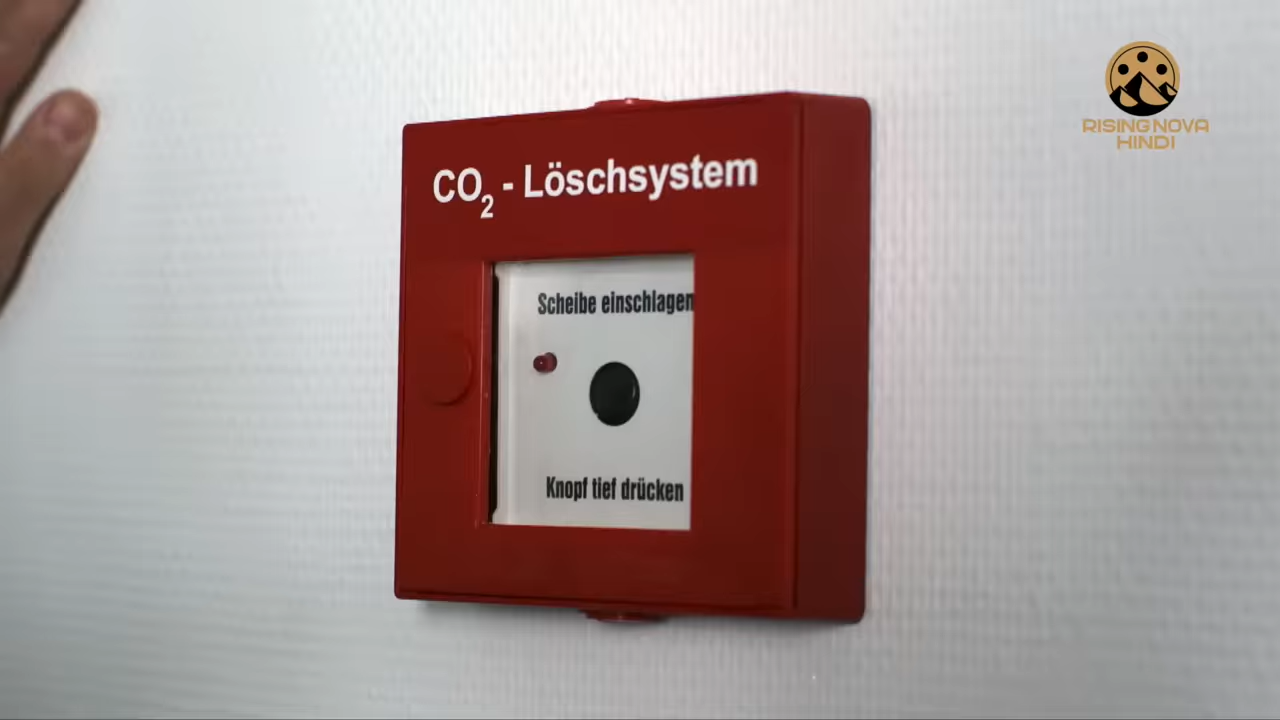 RISING NOVA
HINDI
CO₂ - Löschsystem
Scheibe einschlagen
Knopf tief drücken